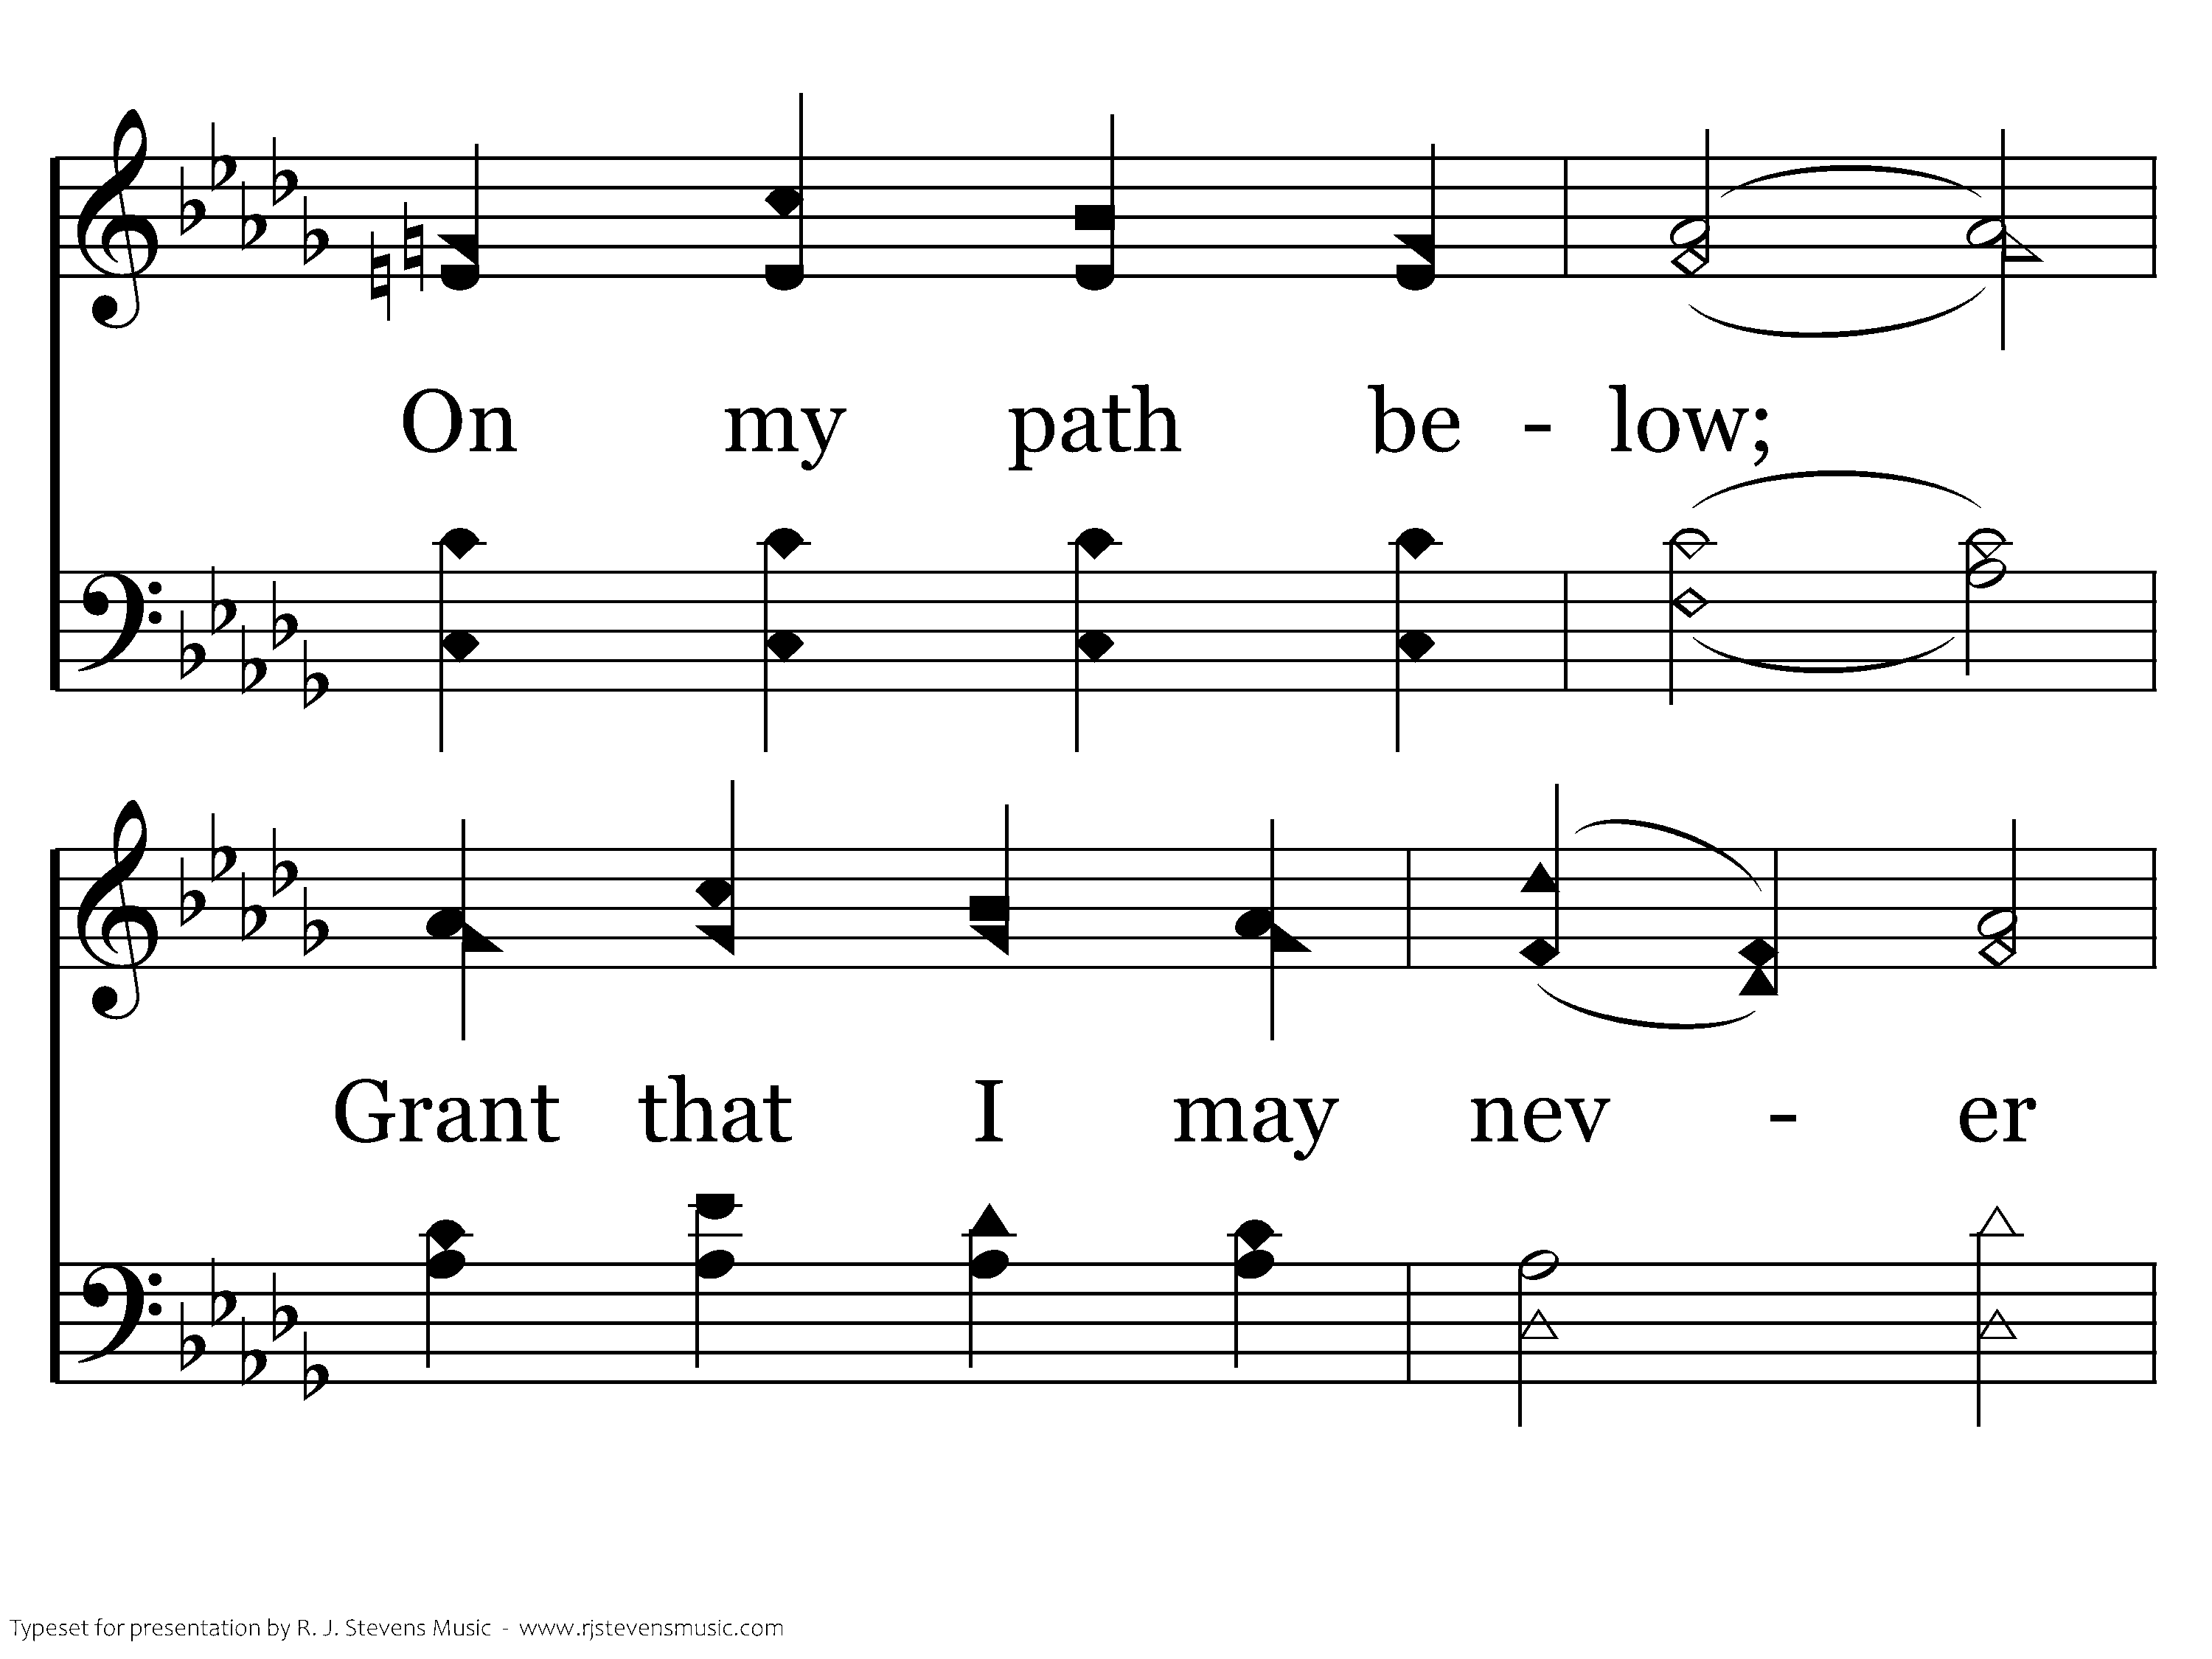 On my path be - low;
Grant that I may nev - er
Typeset for presentation by R. J. Stevens Music - www.rjstevensmusic.com